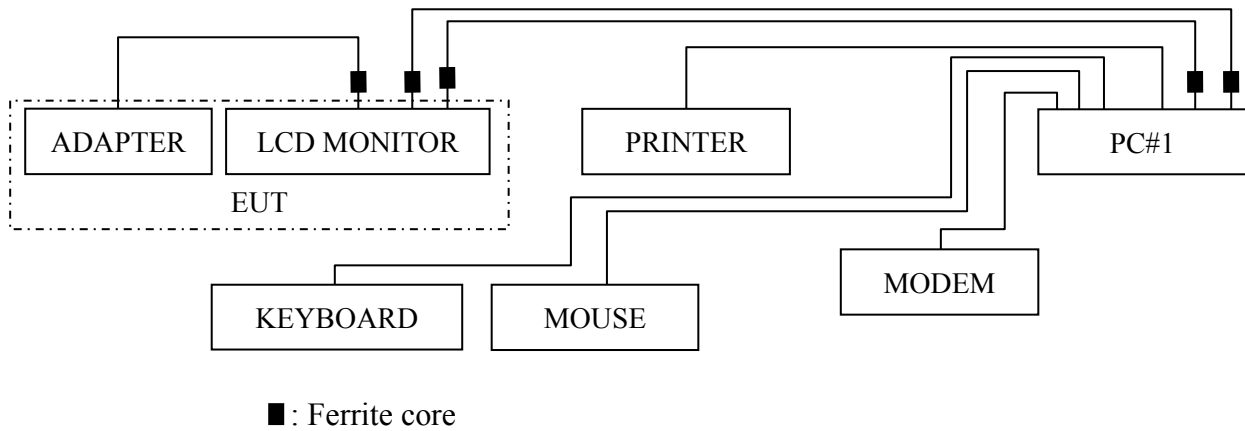 ADAPTER
LCD MONITOR
PRINTER
PC#1
EUT
MODEM
KEYBOARD
MOUSE
: Ferrite core